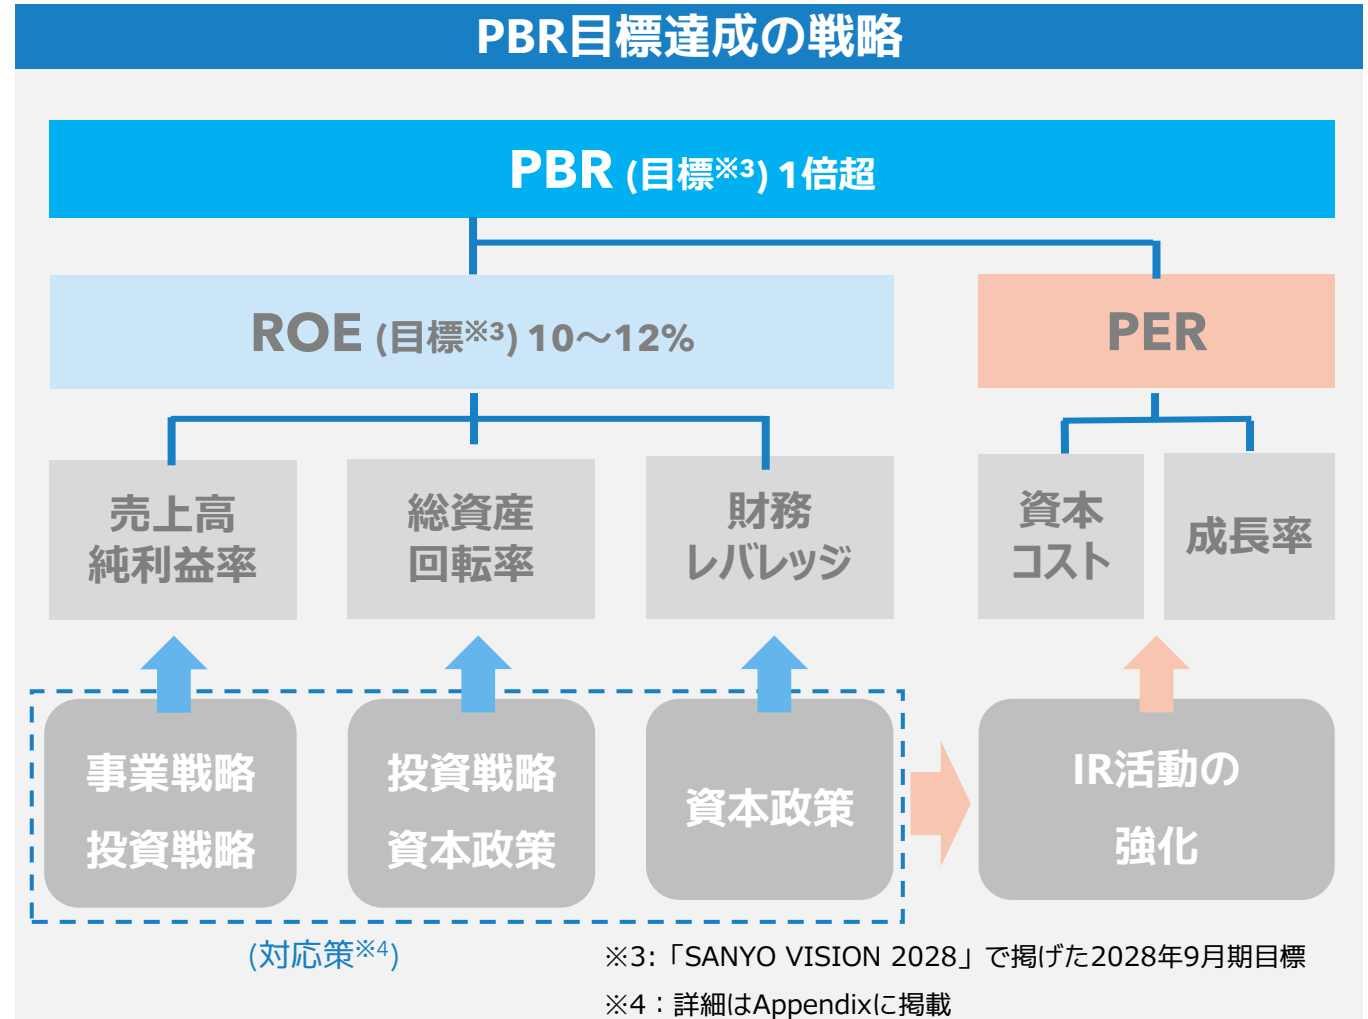 PBR目標達成の戦略
PBR (目標※3) 1倍超
ROE (目標※3) 10～12%
PER
売上高
純利益率
総資産
回転率
財務
レバレッジ
資本
コスト
成長率
事業戦略
投資戦略
投資戦略
資本政策
資本政策
IR活動の
強化
(対応策※4)
※3:「SANYO VISION 2028」で掲げた2028年9月期目標
※4：詳細はAppendixに掲載